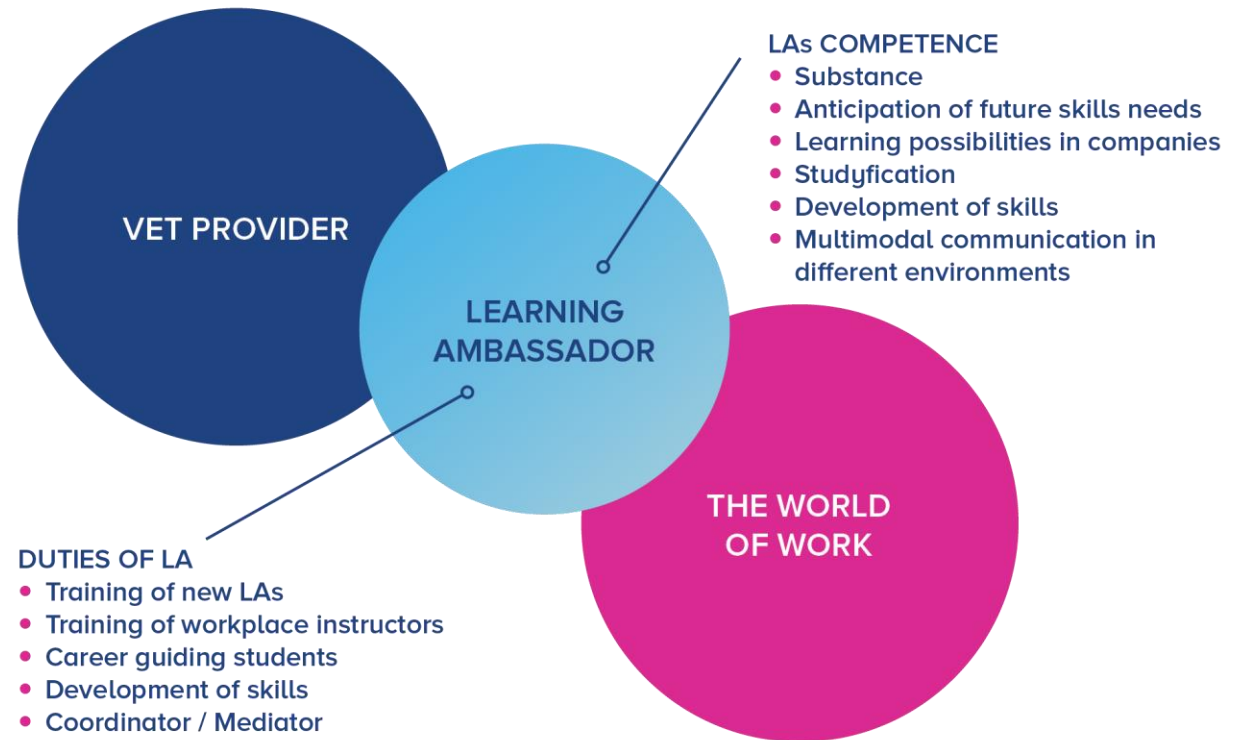 LAs COMPETENCE
• Substance
• Anticipation of future skills needs
• Learning possibilities in companies
• Studyfication
• Development of skills
• Multimodal communication in
different environments
VET PROVIDER
LEARNING
AMBASSADOR
THE WORLD
OF WORK
DUTIES OF LA
• Training of new LAs
• Training of workplace instructors
• Career guiding students
• Development of skills
• Coordinator / Mediator